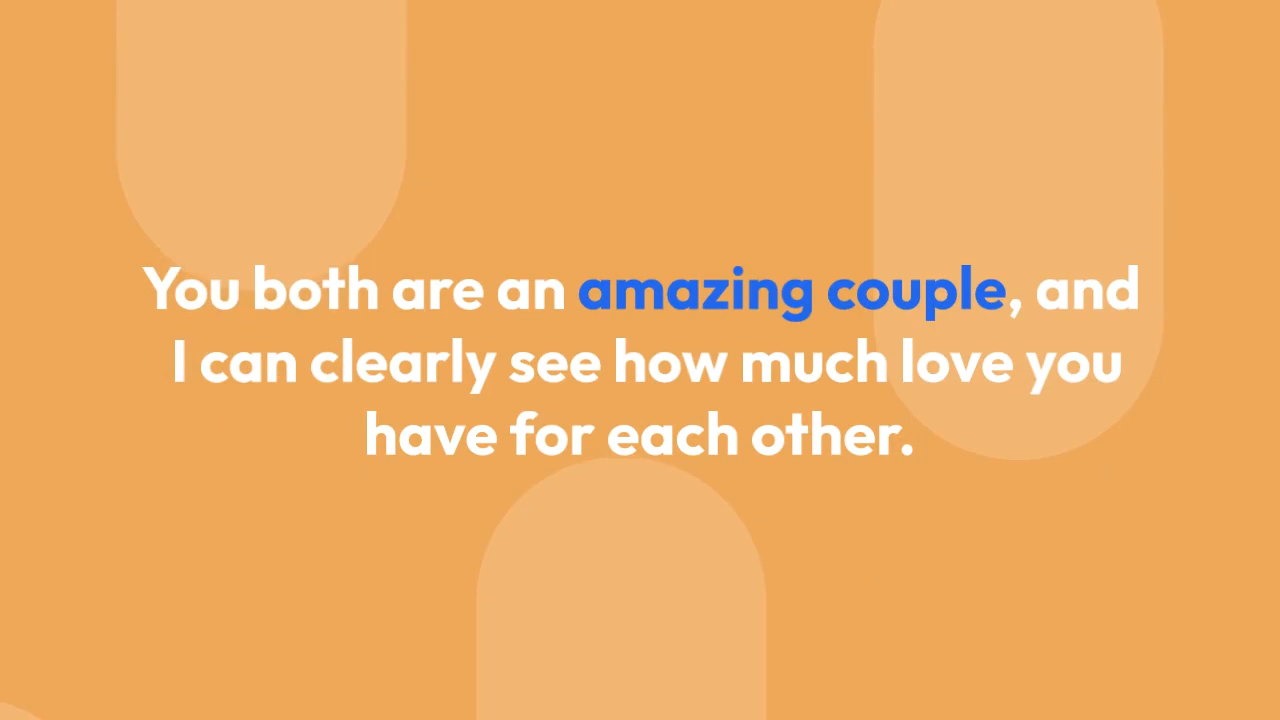 You both are an amazing couple, and
I can clearly see how much love you
have for each other.